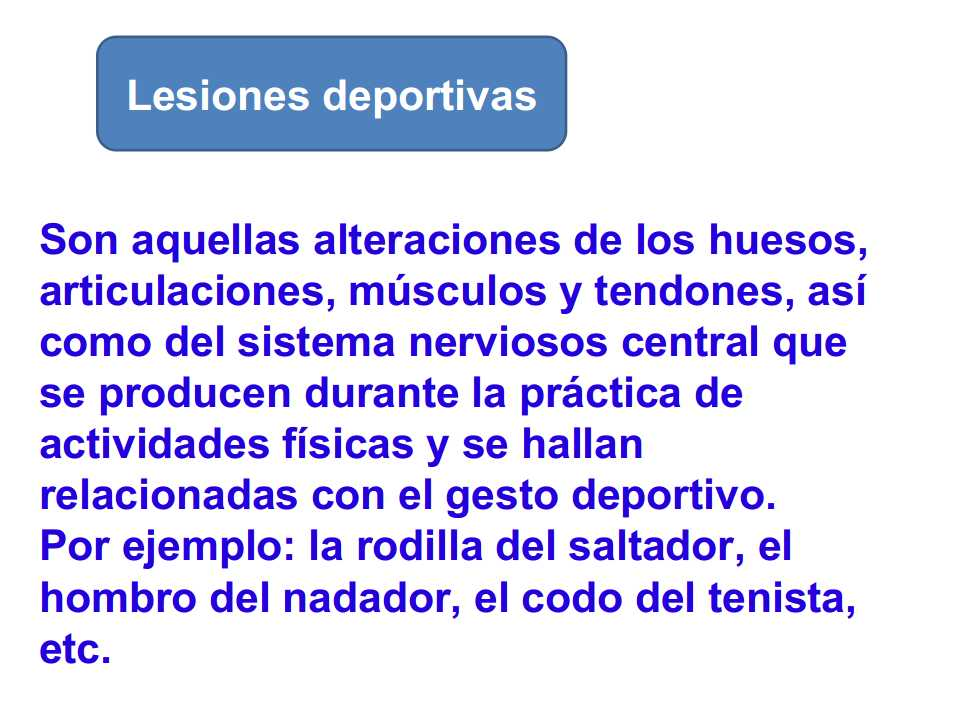 Lesiones deportivas
Son aquellas alteraciones de los huesos,
articulaciones, músculos y tendones, así
como del sistema nerviosos central que
se producen durante la práctica de
actividades físicas y se hallan
relacionadas con el gesto deportivo.
Por ejemplo: la rodilla del saltador, el
hombro del nadador, el codo del tenista,
etc.